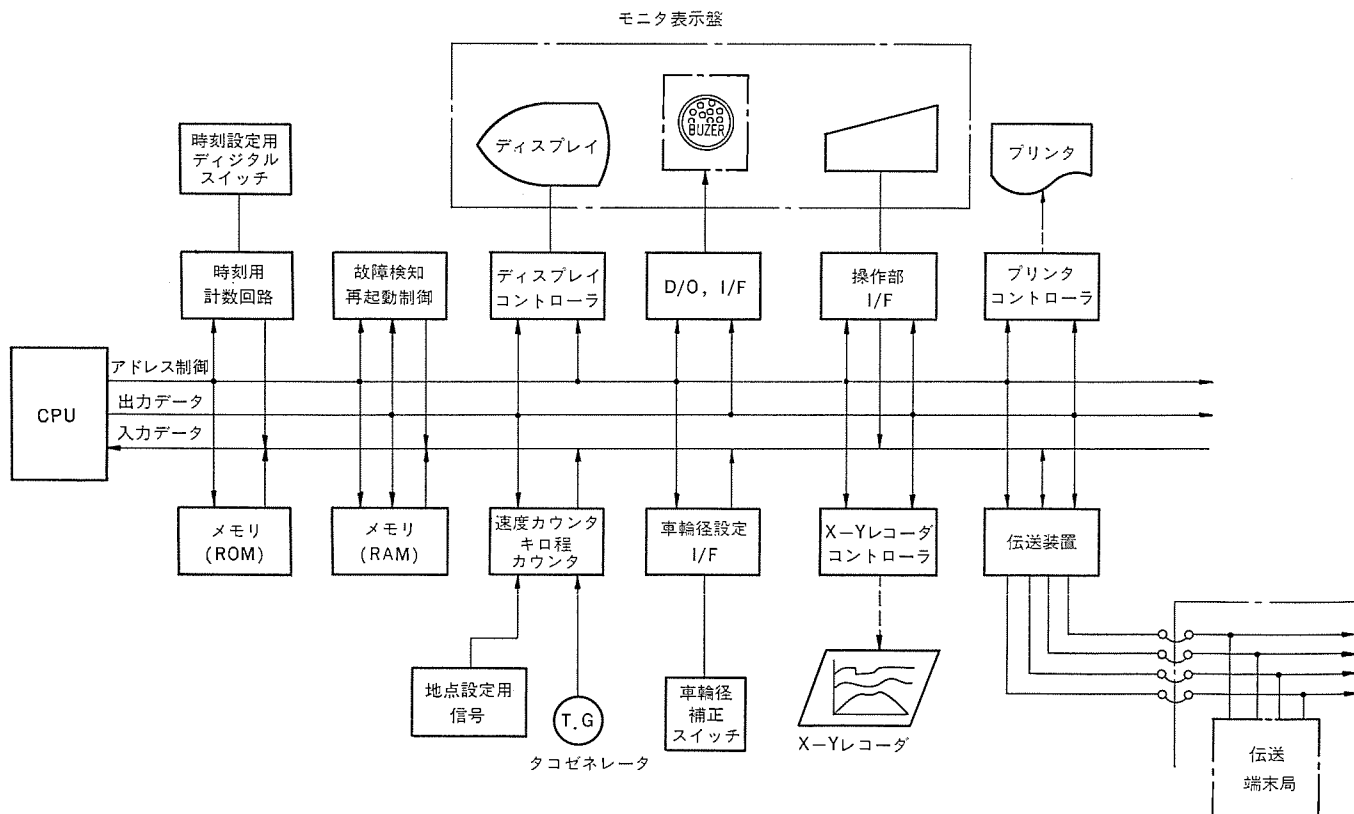 モニタ表示盤
時刻設定用
ディジタル
スイッチ
ディスプレイ
BUZER
プリンタ
時刻用
計数回路
故障検知
再起動制御
ディスプレイ
コントローラ
D/O, I/F
操作部
I/F
プリンタ
コントローラ
CPU
アドレス制御
出力データ
入力データ
メモリ
(ROM)
メモリ
(RAM)
速度カウンタ
キロ程
カウンタ
車輪径設定
I/F
X-Yレコーダ
コントローラ
伝送装置
地点設定用
信号
T.G
タコゼネレータ
車輪径
補正
スイッチ
X-Yレコーダ
伝送
端末局